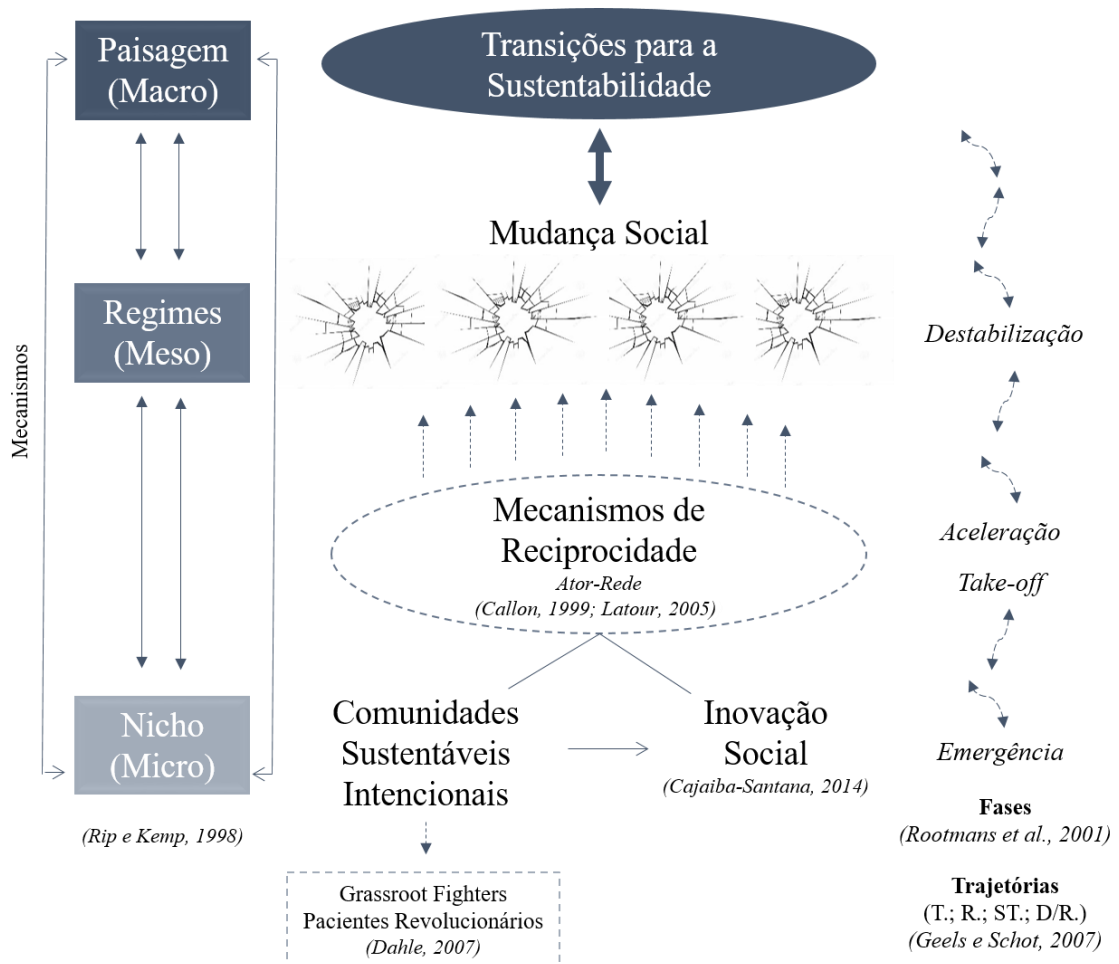 Paisagem
(Macro)
Transições para a
Sustentabilidade
Mudança Social
Regimes
(Meso)
Destabilização
Mecanismos
Mecanismos de
Reciprocidade
Ator-Rede
(Callon, 1999; Latour, 2005)
Aceleração
Take-off
Nicho
(Micro)
Comunidades
Sustentáveis
Intencionais
Inovação
Social
(Cajaiba-Santana, 2014)
Emergência
(Rip e Kemp, 1998)
Fases
(Rootmans et al., 2001)
Grassroot Fighters
Pacientes Revolucionários
(Dahle, 2007)
Trajetórias
(T.; R.; ST.; D/R.)
(Geels e Schot, 2007)